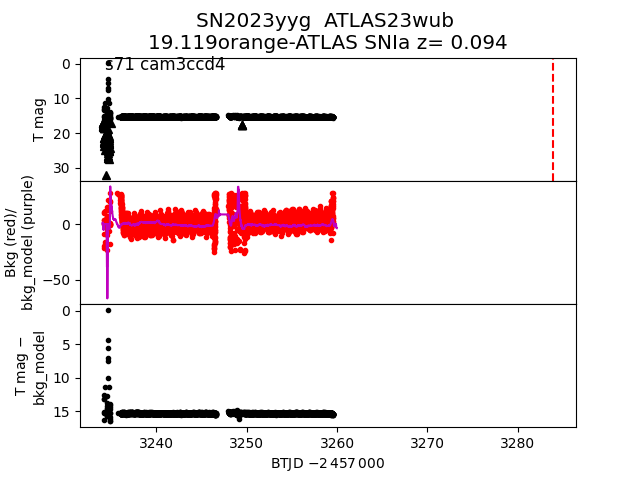 SN2023yyg ATLAS23wub
19.119orange-ATLAS SNIa z= 0.094
s71 cam3ccd4
0
10
20
30
T mag
0
−50
Bkg (red)/
bkg_model (purple)
0
5
10
15
T mag −
bkg_model
3240
3250
3260
3270
3280
BTJD −2 457 000